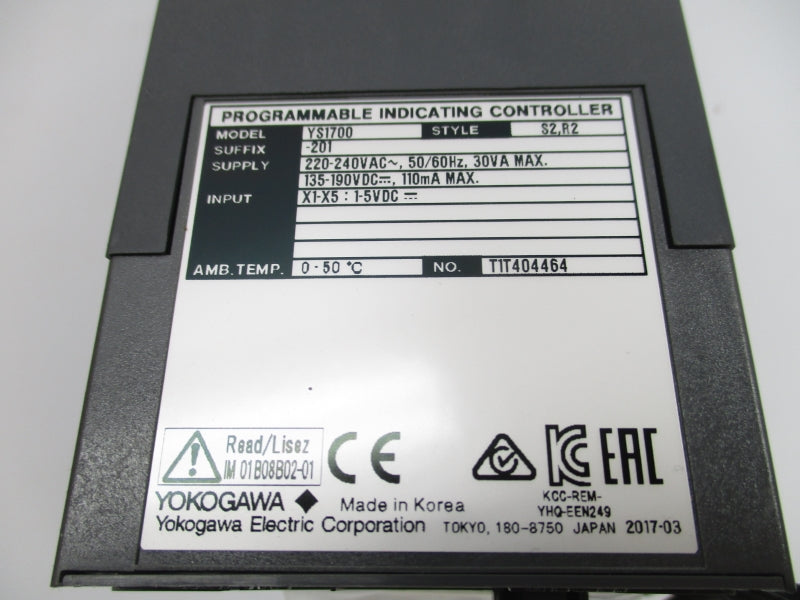 PROGRAMMABLE INDICATING CONTROLLER
MODEL YS1700 STYLE S2,R2
SUFFIX -201
SUPPLY 220-240VAC~, 50/60Hz, 30VA MAX.
135-190VDC⎓, 110mA MAX.
INPUT X1-X5 : 1-5VDC ⎓
AMB.TEMP. 0 - 50 °C NO. T1T404464
Read/Lisez
IM 01B08B02-01
CE
KC EAC
KCC-REM-
YHQ-EEN249
YOKOGAWA ◆ Made in Korea
Yokogawa Electric Corporation TOKYO, 180-8750 JAPAN 2017-03